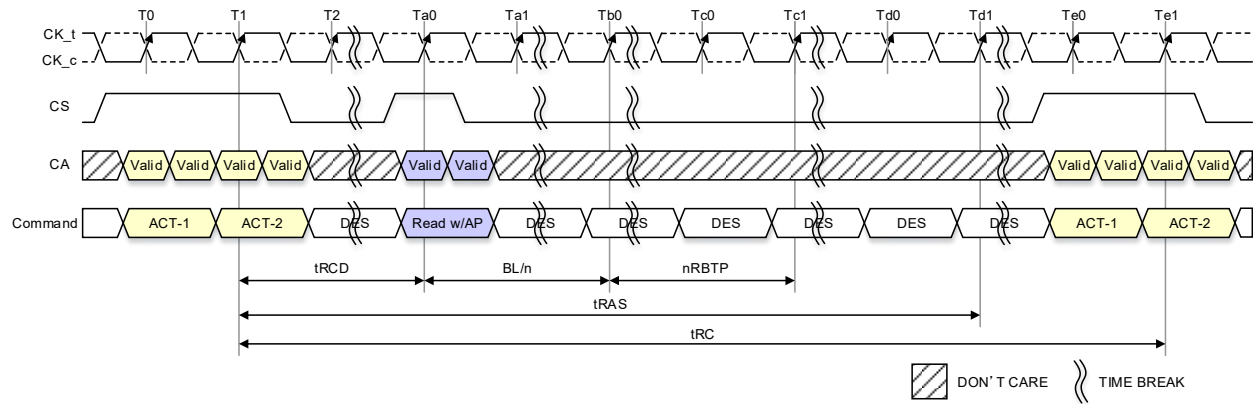 T0 T1 T2 Ta0 Ta1 Tb0 Tb1 Tc0 Tc1 Td0 Td1 Te0 Te1
CK_t
CK_c
CS
CA Valid Valid Valid Valid Valid Valid Valid Valid Valid Valid
Command ACT-1 ACT-2 DES Read w/AP DES DES DES DES DES DES ACT-1 ACT-2
tRCD BL/n nRBTP
tRAS
tRC
DON'T CARE TIME BREAK